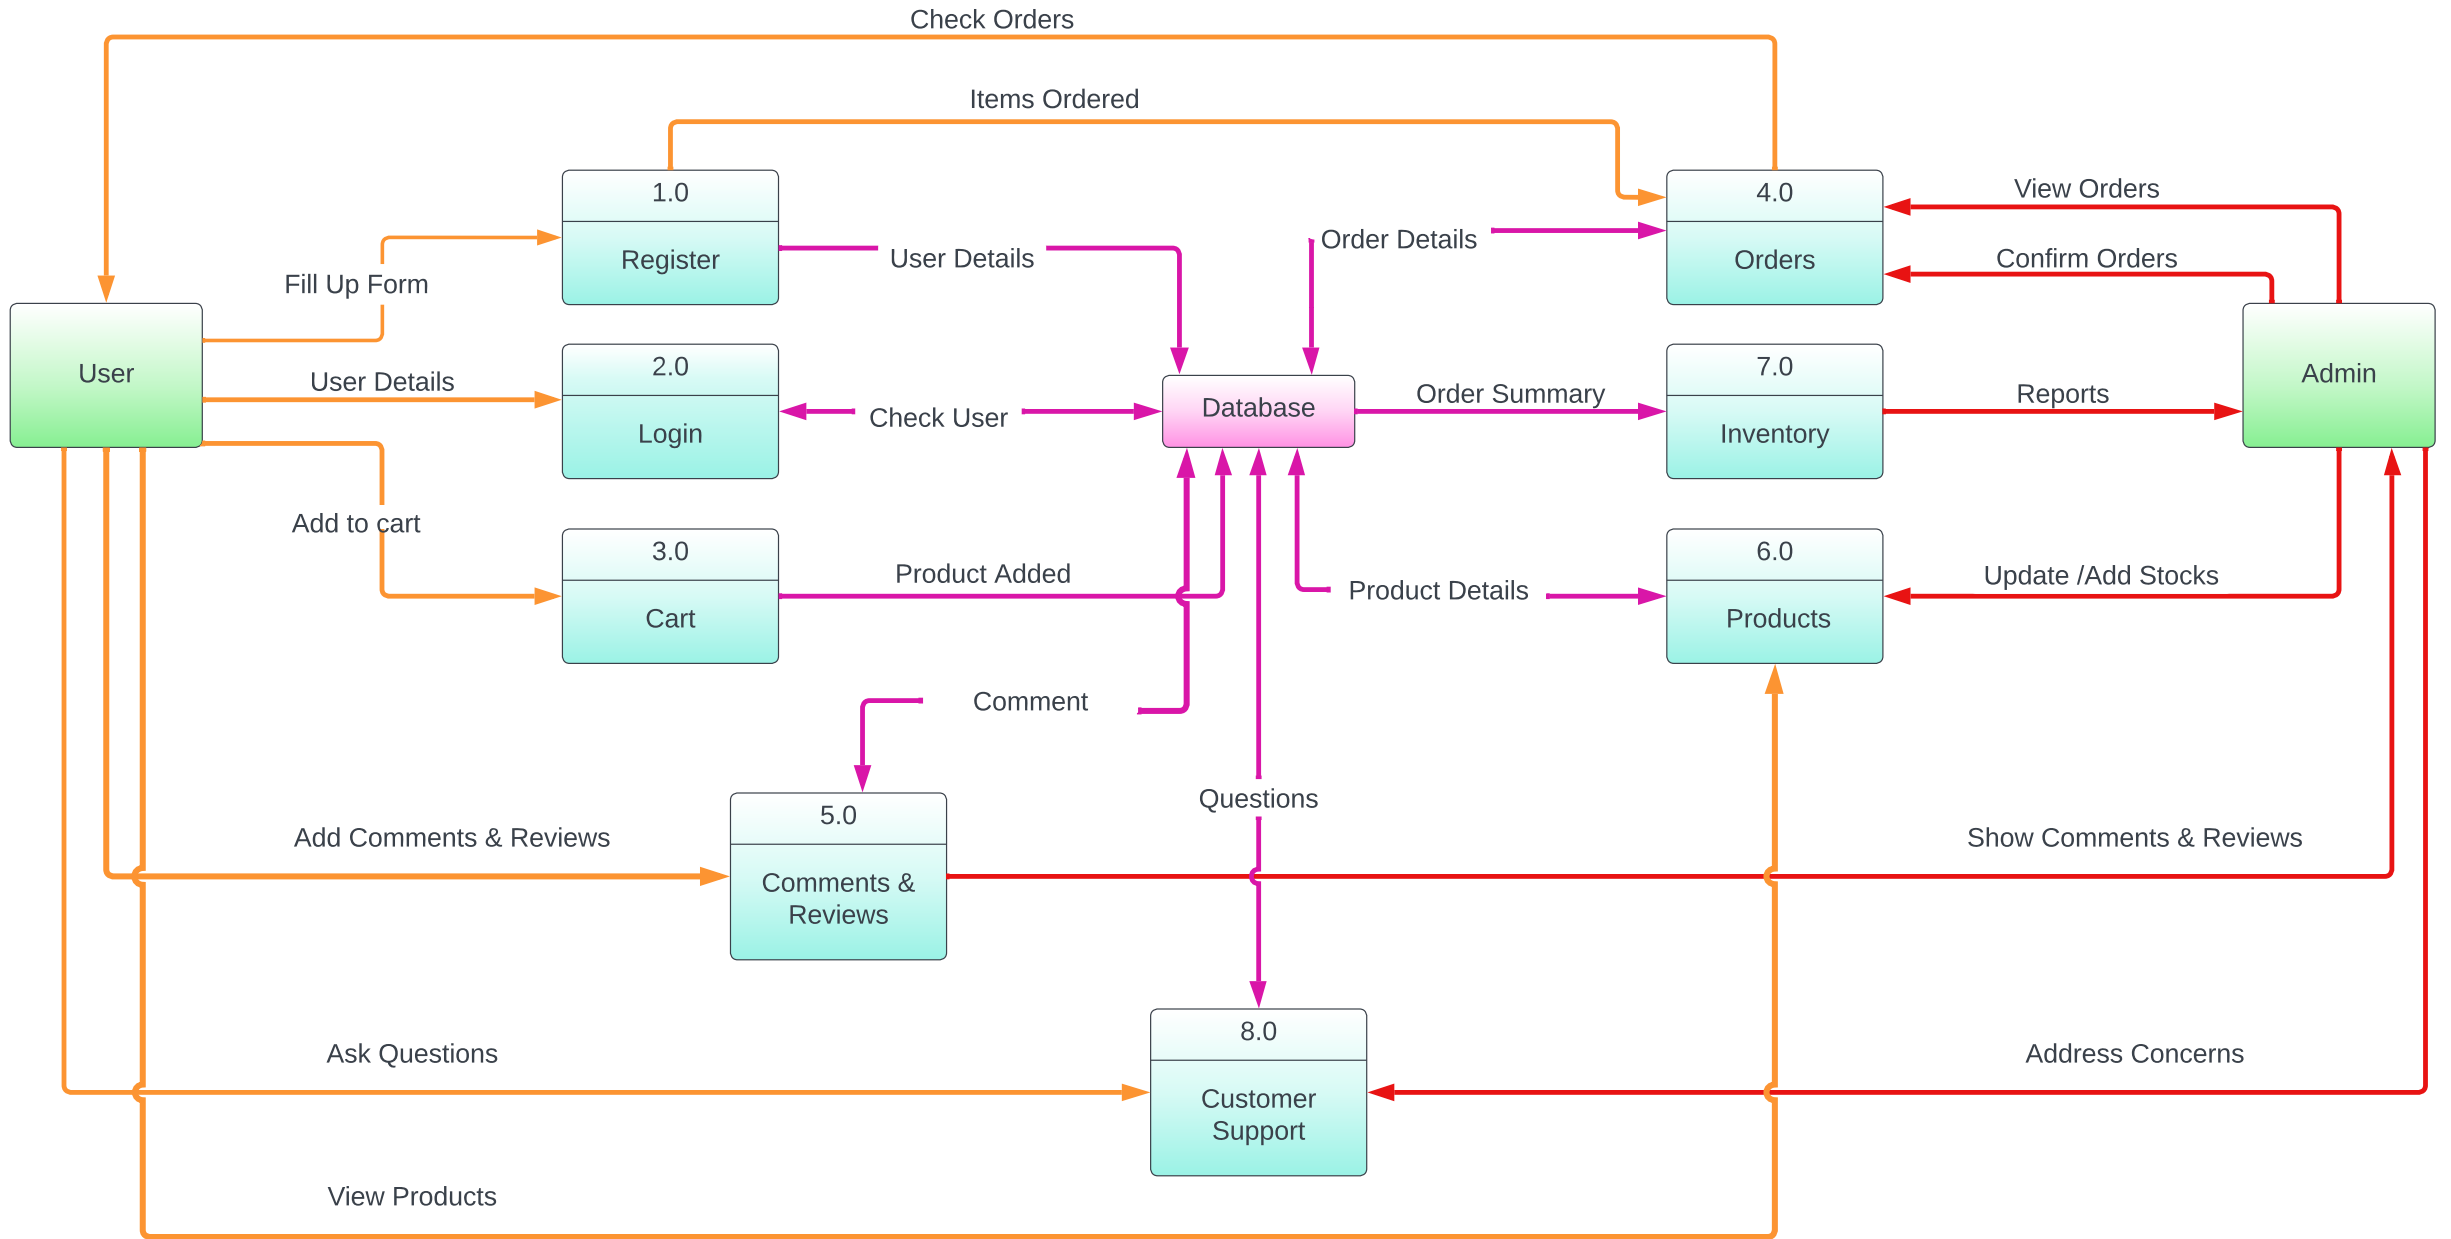 Check Orders
Items Ordered
1.0
Register
4.0
Orders
View Orders
Confirm Orders
Fill Up Form
User Details
Order Details
User
User Details
2.0
Login
Check User
Database
Order Summary
7.0
Inventory
Reports
Admin
Add to cart
3.0
Cart
Product Added
Product Details
6.0
Products
Update /Add Stocks
Comment
Questions
Add Comments & Reviews
5.0
Comments &
Reviews
Show Comments & Reviews
Ask Questions
8.0
Customer
Support
Address Concerns
View Products